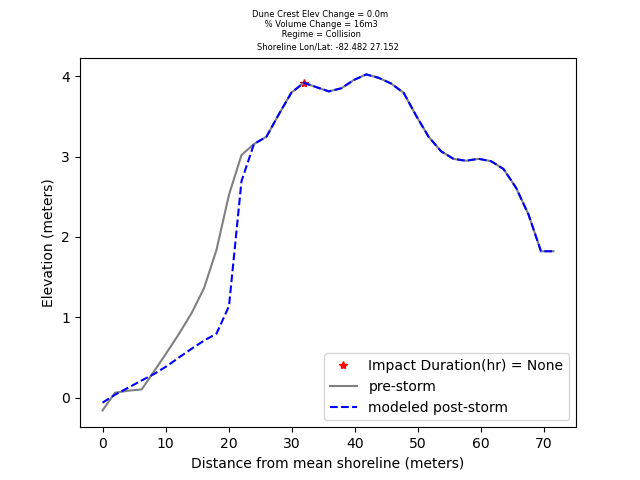 Dune Crest Elev Change = 0.0m
% Volume Change = 16m3
Regime = Collision
Shoreline Lon/Lat: -82.482 27.152
4
3
2
1
0
Elevation (meters)
Impact Duration(hr) = None
pre-storm
modeled post-storm
0 10 20 30 40 50 60 70
Distance from mean shoreline (meters)